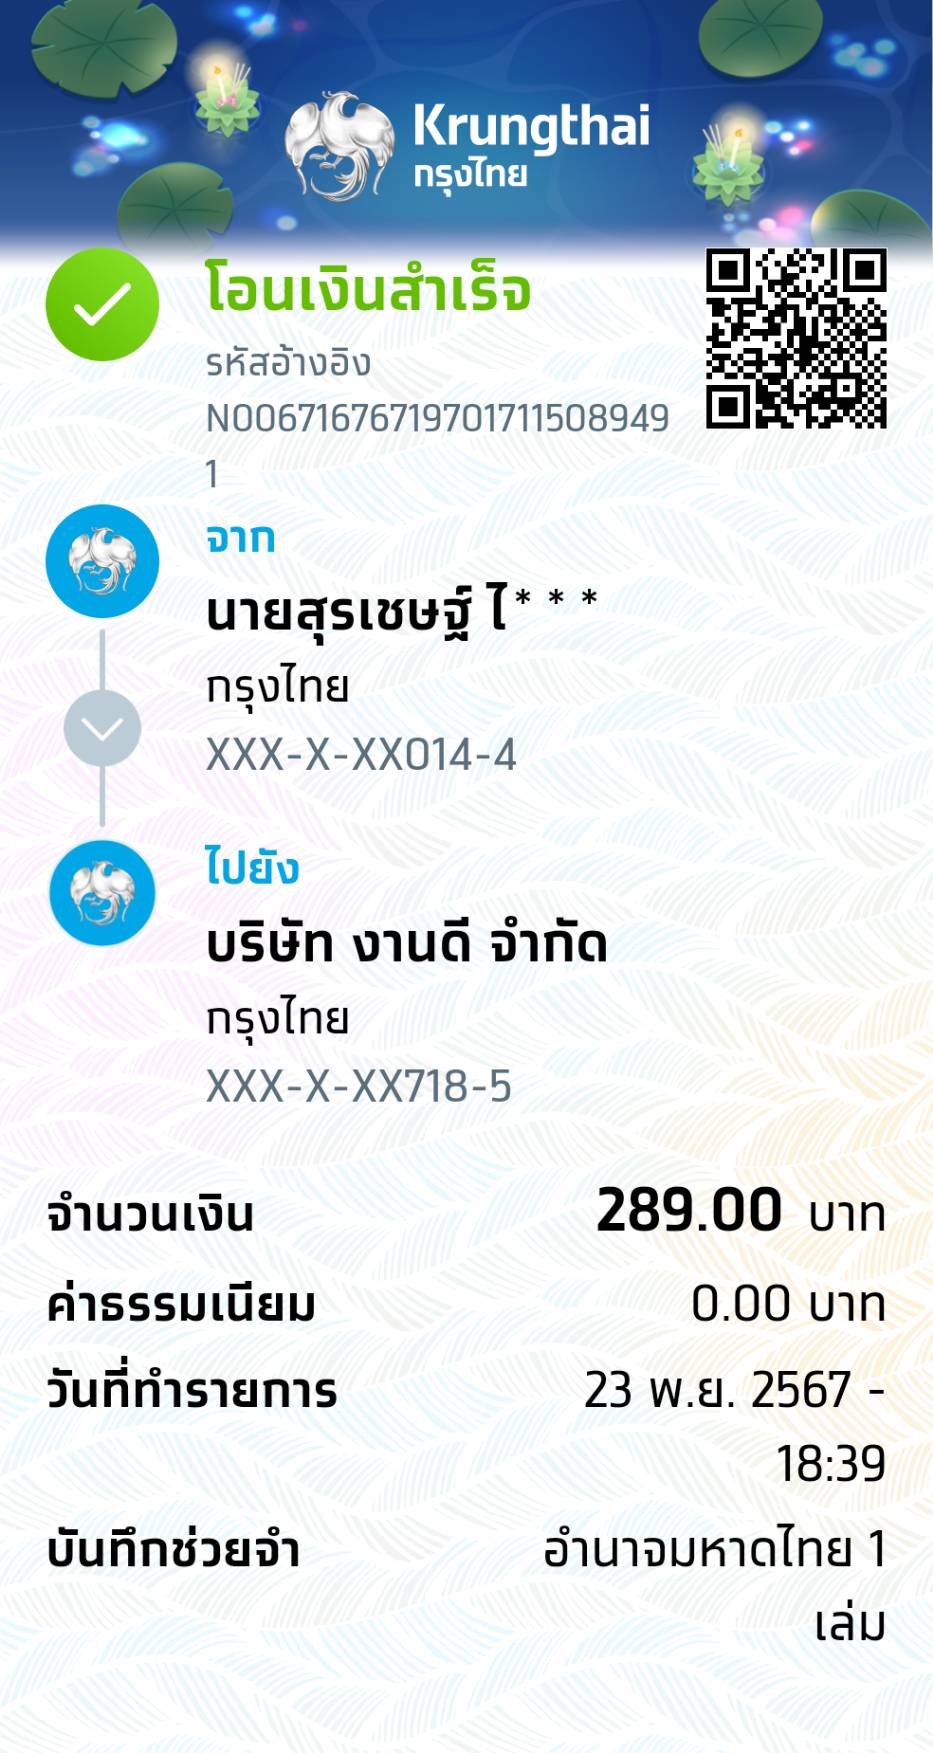 Krungthai
กรุงไทย
โอนเงินสำเร็จ
รหัสอ้างอิง
N00671676719701711508949
1
จาก
นายสุรเชษฐ์ ไ* * *
กรุงไทย
XXX-X-XX014-4
ไปยัง
บริษัท งานดี จำกัด
กรุงไทย
XXX-X-XX718-5
จำนวนเงิน 289.00 บาท
ค่าธรรมเนียม 0.00 บาท
วันที่ทำรายการ 23 พ.ย. 2567 -
18:39
บันทึกช่วยจำ อำนาจมหาดไทย 1
เล่ม